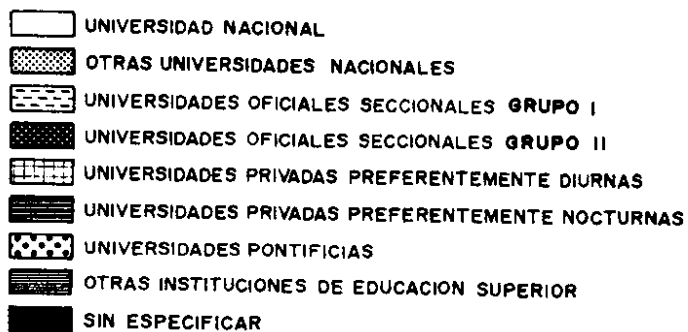 UNIVERSIDAD NACIONAL
OTRAS UNIVERSIDADES NACIONALES
UNIVERSIDADES OFICIALES SECCIONALES GRUPO I
UNIVERSIDADES OFICIALES SECCIONALES GRUPO II
UNIVERSIDADES PRIVADAS PREFERENTEMENTE DIURNAS
UNIVERSIDADES PRIVADAS PREFERENTEMENTE NOCTURNAS
UNIVERSIDADES PONTIFICIAS
OTRAS INSTITUCIONES DE EDUCACION SUPERIOR
SIN ESPECIFICAR